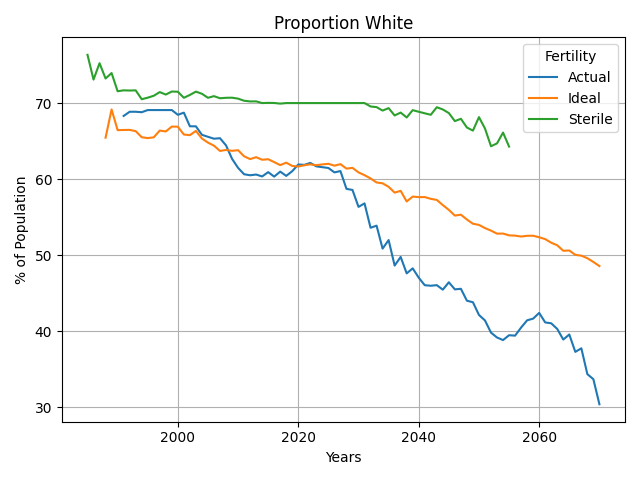 Proportion White
% of Population
70
60
50
40
30
Fertility
Actual
Ideal
Sterile
2000
2020
2040
2060
Years